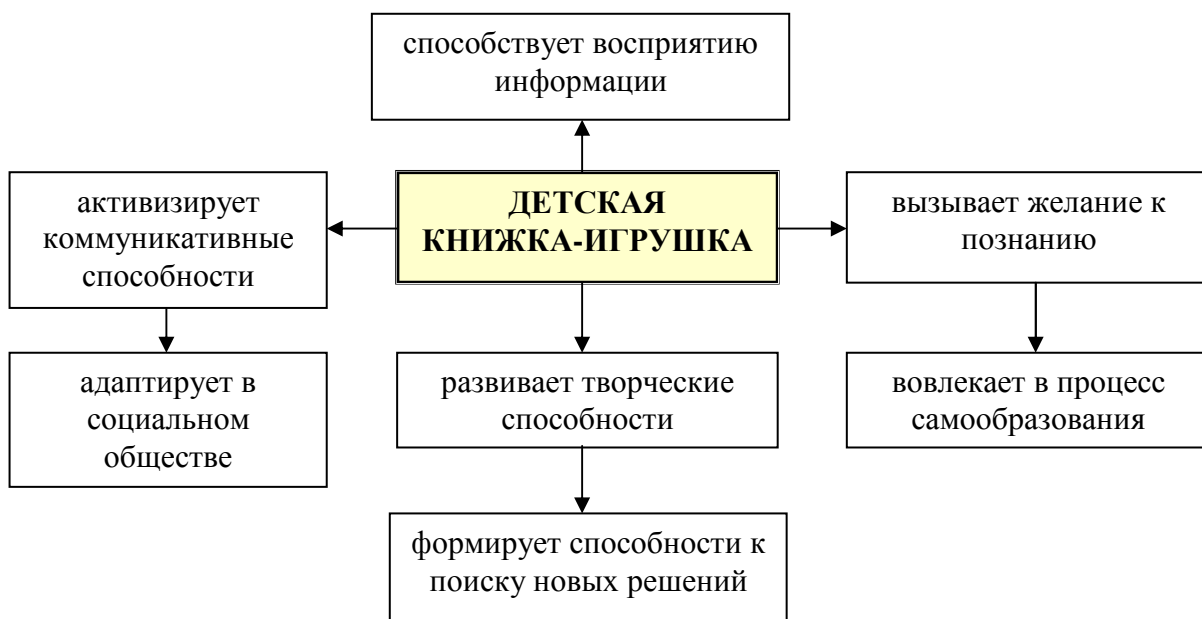 способствует восприятию
информации
активизирует
коммуникативные
способности
ДЕТСКАЯ
КНИЖКА-ИГРУШКА
вызывает желание к
познанию
адаптирует в
социальном
обществе
развивает творческие
способности
вовлекает в процесс
самообразования
формирует способности к
поиску новых решений